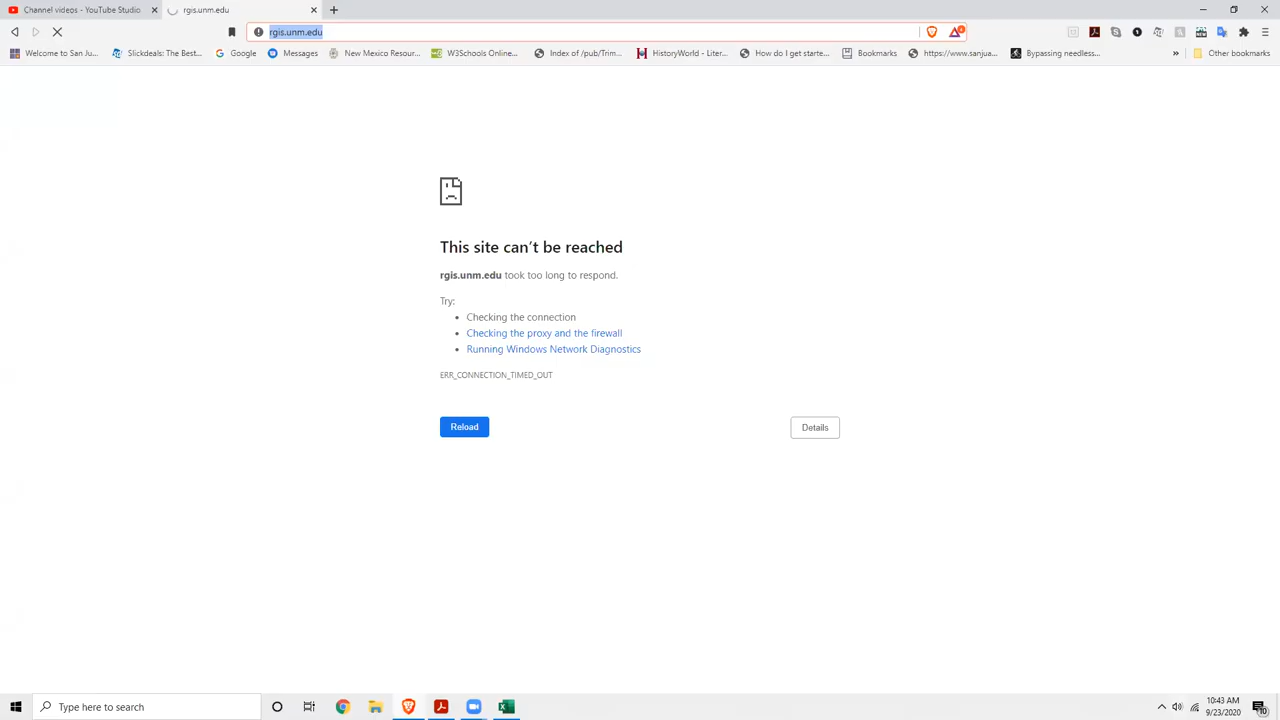 Channel videos - YouTube Studio
rgis.unm.edu
rgis.unm.edu
Welcome to San Ju...
Slickdeals: The Best...
Google
Messages
New Mexico Resour...
W3Schools Online...
Index of /pub/Trim...
HistoryWorld - Liter...
How do I get starte...
Bookmarks
https://www.sanjua...
Bypassing needless...
»
Other bookmarks
This site can't be reached
rgis.unm.edu took too long to respond.
Try:
• Checking the connection
• Checking the proxy and the firewall
• Running Windows Network Diagnostics
ERR_CONNECTION_TIMED_OUT
Reload
Details
Type here to search
10:43 AM
9/23/2020